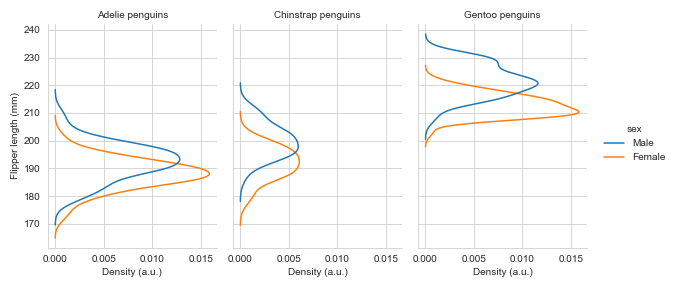 Adelie penguins Chinstrap penguins Gentoo penguins
240
230
220
210
200
190
180
170
Flipper length (mm)
0.000 0.005 0.010 0.015 0.000 0.005 0.010 0.015 0.000 0.005 0.010 0.015
Density (a.u.) Density (a.u.) Density (a.u.)
sex
Male
Female